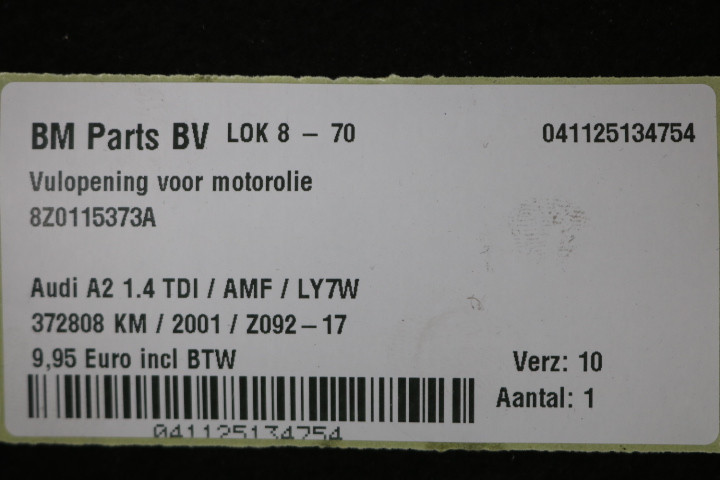 BM Parts BV LOK 8 - 70 041125134754
Vulopening voor motorolie
8Z0115373A
Audi A2 1.4 TDI / AMF / LY7W
372808 KM / 2001 / Z092-17
9,95 Euro incl BTW Verz: 10
Aantal: 1
041125134754